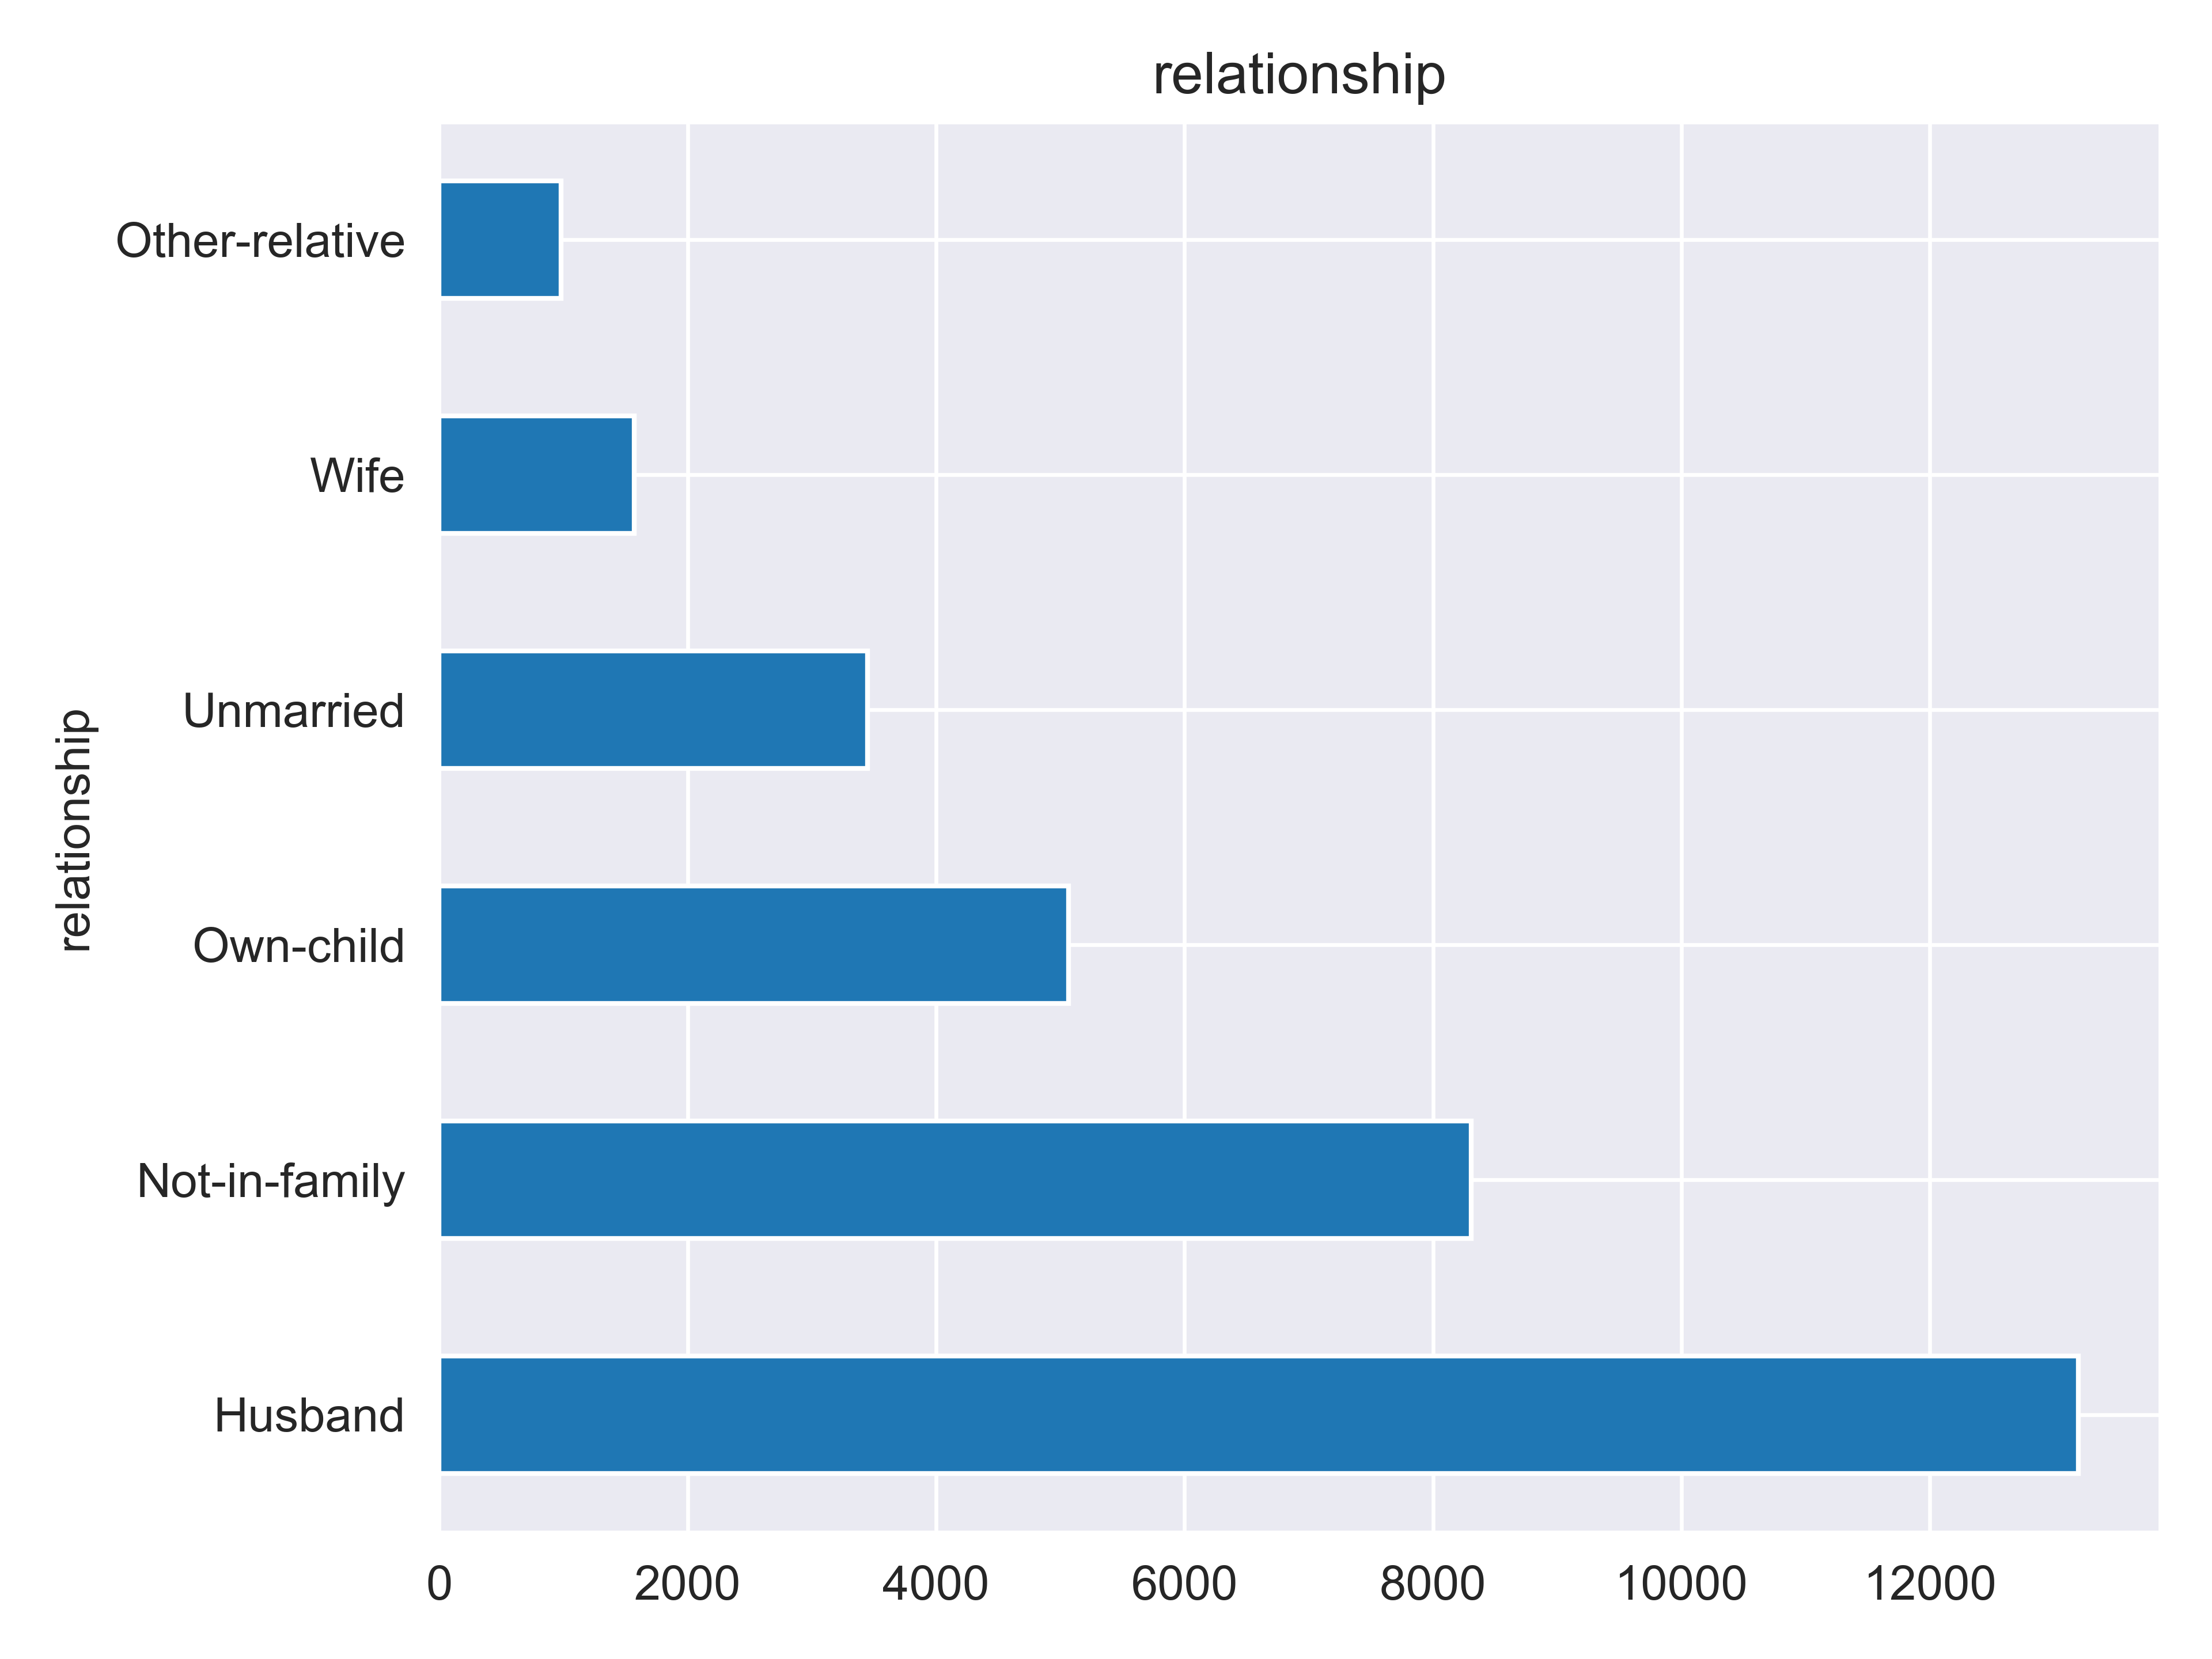 relationship
Other-relative
Wife
Unmarried
relationship
Own-child
Not-in-family
Husband
0 2000 4000 6000 8000 10000 12000